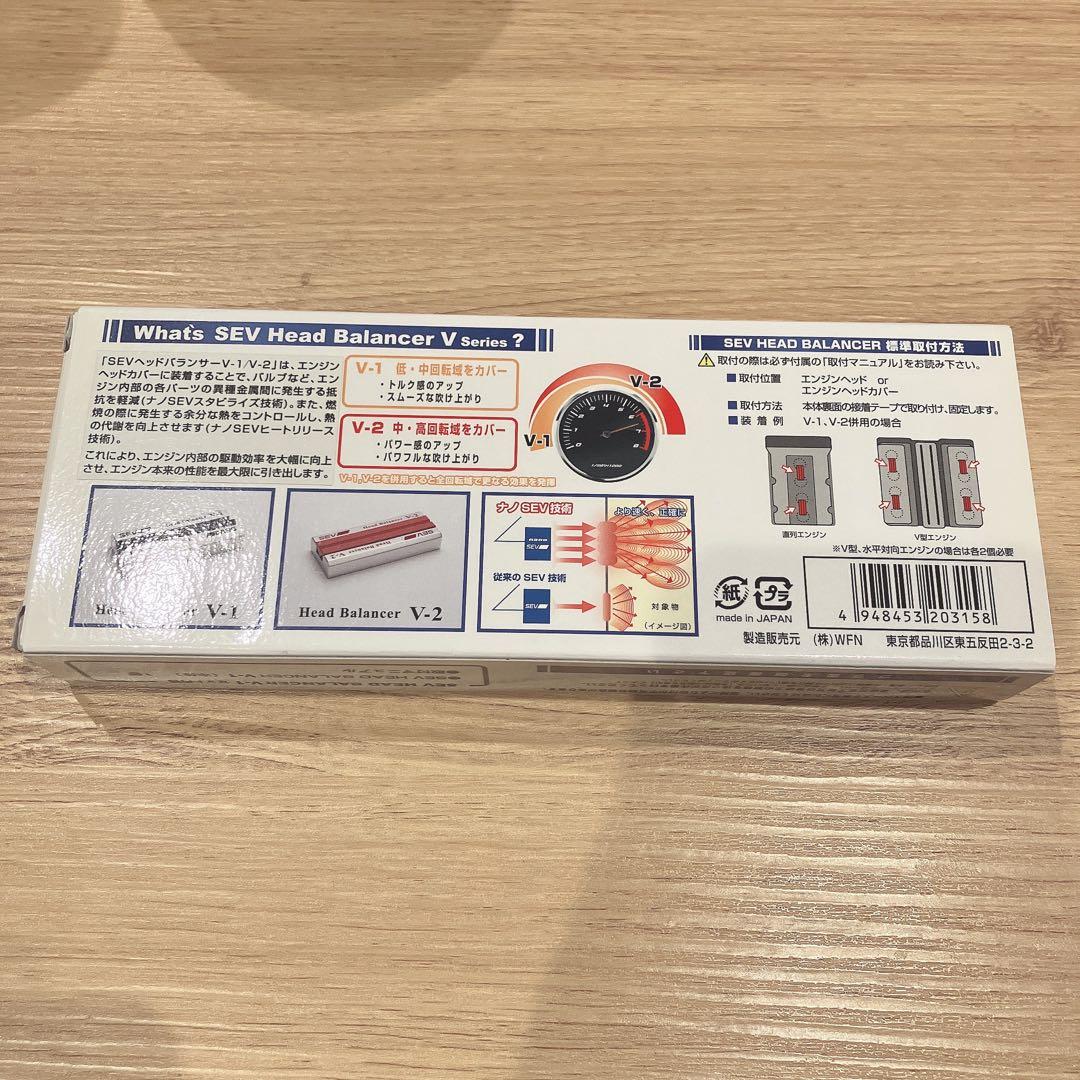 What's SEV Head Balancer V Series ?
「SEVヘッドバランサーV-1/V-2」は、エンジン
ヘッドカバーに装着することで、バルブなど、エン
ジン内部の各パーツの異種金属間に発生する抵
抗を軽減(ナノSEVスタビライズ技術)。また、燃
焼の際に発生する余分な熱をコントロールし、熱
の代謝を向上させます(ナノSEVヒートリリース
技術)。
これにより、エンジン内部の駆動効率を大幅に向上
させ、エンジン本来の性能を最大限に引き出します。
V-1 低・中回転域をカバー
・トルク感のアップ
・スムーズな吹け上がり
V-2 中・高回転域をカバー
・パワー感のアップ
・パワフルな吹け上がり
V-1,V-2を併用すると全回転域で更なる効果を発揮
V-1
V-2
Head Balancer V-1
SEV
Head Balancer V-2
Head Balancer V-2
ナノSEV技術
nano
SEV
従来のSEV技術
SEV
より速く、正確に
対象物
(イメージ図)
SEV HEAD BALANCER 標準取付方法
取付の際は必ず付属の「取付マニュアル」をお読み下さい。
■取付位置 エンジンヘッド or
エンジンヘッドカバー
■取付方法 本体裏面の接着テープで取り付け、固定します。
■装着例 V-1、V-2併用の場合
直列エンジン
V型エンジン
※V型、水平対向エンジンの場合は各2個必要
紙
プラ
made in JAPAN
4 948453 203158
製造販売元 (株)WFN 東京都品川区東五反田2-3-2